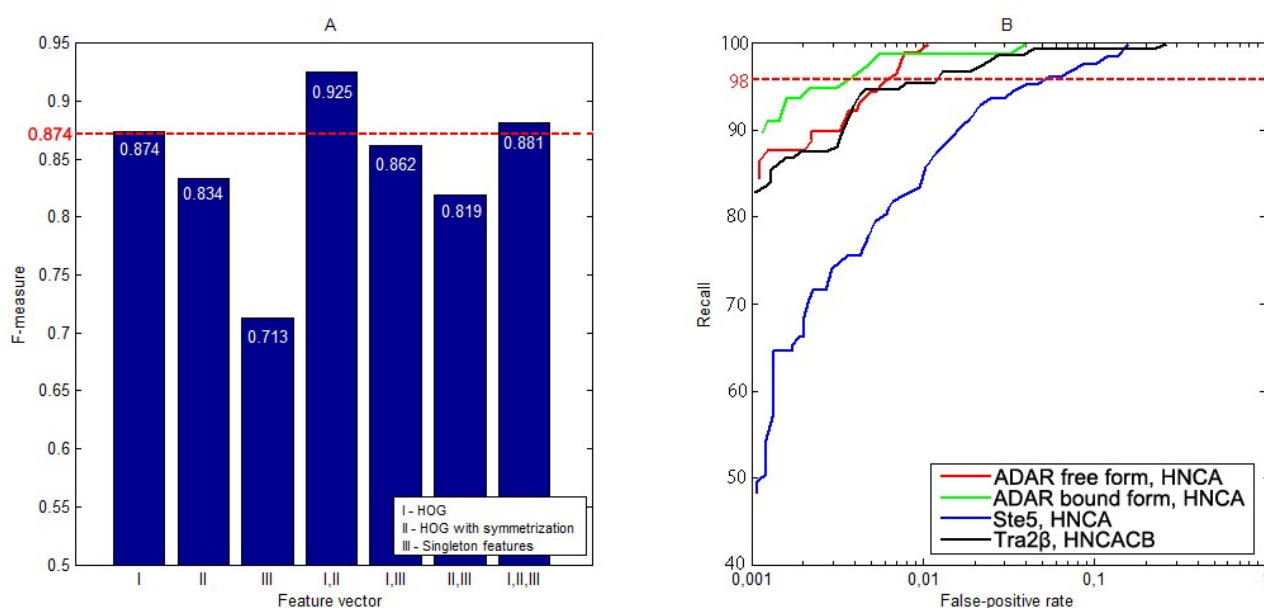 A
0.95
0.9
0.874
0.85
0.8
0.75
0.7
0.65
0.6
0.55
0.5
F-measure
0.874
0.834
0.713
0.925
0.862
0.819
0.881
I - HOG
II - HOG with symmetrization
III - Singleton features
I
II
III
I,II
I,III
II,III
I,II,III
Feature vector
B
100
98
90
80
70
60
50
40
Recall
ADAR free form, HNCA
ADAR bound form, HNCA
Ste5, HNCA
Tra2β, HNCACB
0,001
0,01
0,1
False-positive rate